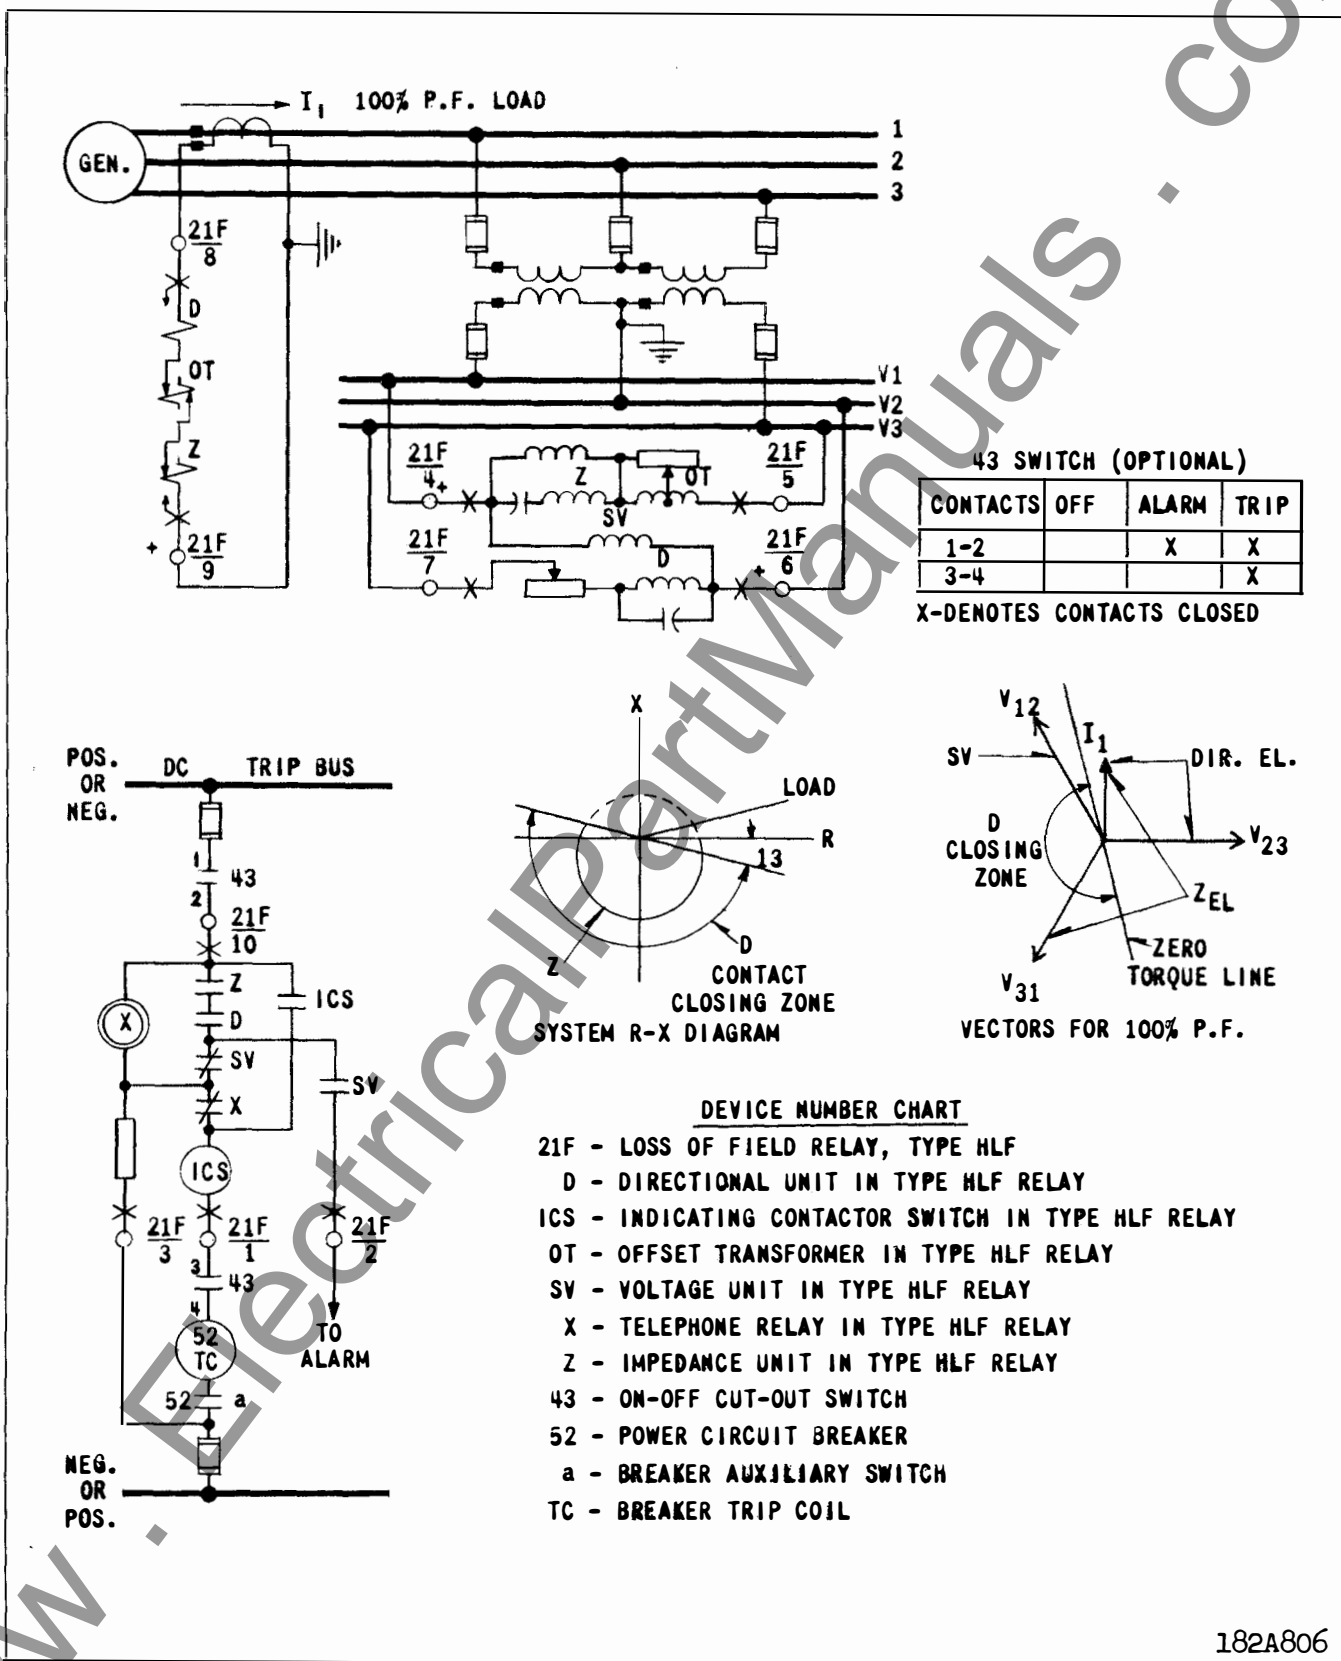 I1 100% P.F. LOAD
GEN.
1
2
3
21F
8
D
OT
Z
+ 21F
9
V1
V2
V3
21F
4+
Z
OT
21F
5
SV
21F
7
D
21F
+ 6
43 SWITCH (OPTIONAL)
CONTACTS OFF ALARM TRIP
1-2 X X
3-4 X
X-DENOTES CONTACTS CLOSED
POS.
OR
NEG.
DC TRIP BUS
1
43
2
21F
10
Z
ICS
X
D
SV
SV
X
ICS
21F
3
21F
1
21F
2
3
43
4
52
TC
TO
ALARM
52 a
NEG.
OR
POS.
X
LOAD
R
13
Z
D
CONTACT
CLOSING ZONE
SYSTEM R-X DIAGRAM
V12
I1
SV
DIR. EL.
D
CLOSING
ZONE
V23
ZEL
ZERO
TORQUE LINE
V31
VECTORS FOR 100% P.F.
DEVICE NUMBER CHART
21F - LOSS OF FIELD RELAY, TYPE HLF
D - DIRECTIONAL UNIT IN TYPE HLF RELAY
ICS - INDICATING CONTACTOR SWITCH IN TYPE HLF RELAY
OT - OFFSET TRANSFORMER IN TYPE HLF RELAY
SV - VOLTAGE UNIT IN TYPE HLF RELAY
X - TELEPHONE RELAY IN TYPE HLF RELAY
Z - IMPEDANCE UNIT IN TYPE HLF RELAY
43 - ON-OFF CUT-OUT SWITCH
52 - POWER CIRCUIT BREAKER
a - BREAKER AUXILIARY SWITCH
TC - BREAKER TRIP COIL
182A806
w . ElectricalPartManuals . co